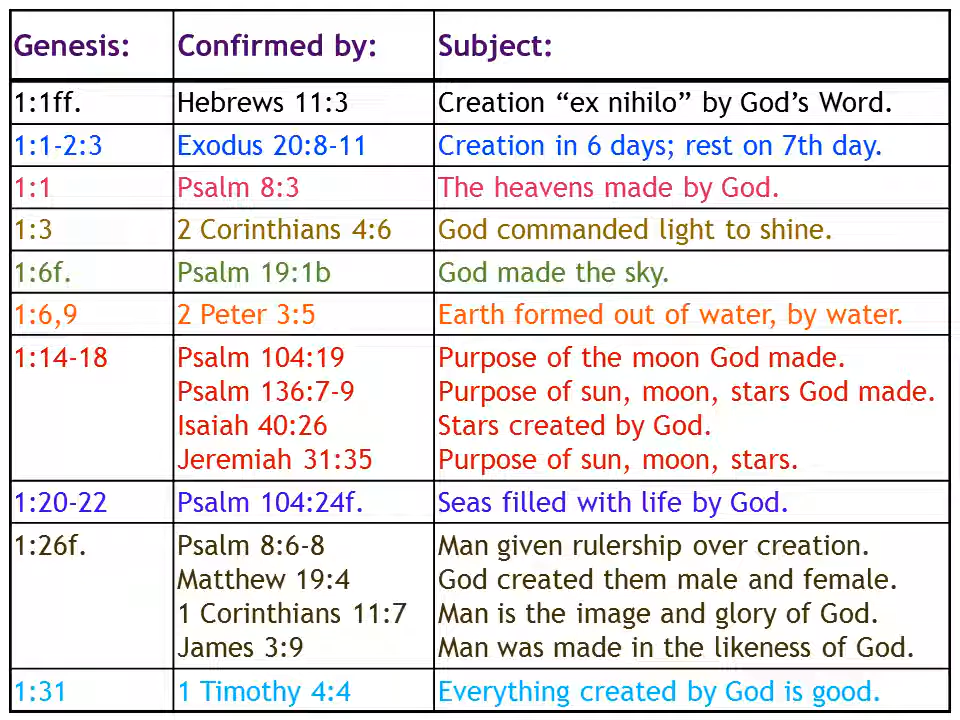 Genesis: Confirmed by: Subject:
1:1ff. Hebrews 11:3 Creation “ex nihilo” by God’s Word.
1:1-2:3 Exodus 20:8-11 Creation in 6 days; rest on 7th day.
1:1 Psalm 8:3 The heavens made by God.
1:3 2 Corinthians 4:6 God commanded light to shine.
1:6f. Psalm 19:1b God made the sky.
1:6,9 2 Peter 3:5 Earth formed out of water, by water.
1:14-18 Psalm 104:19 Purpose of the moon God made.
Psalm 136:7-9 Purpose of sun, moon, stars God made.
Isaiah 40:26 Stars created by God.
Jeremiah 31:35 Purpose of sun, moon, stars.
1:20-22 Psalm 104:24f. Seas filled with life by God.
1:26f. Psalm 8:6-8 Man given rulership over creation.
Matthew 19:4 God created them male and female.
1 Corinthians 11:7 Man is the image and glory of God.
James 3:9 Man was made in the likeness of God.
1:31 1 Timothy 4:4 Everything created by God is good.